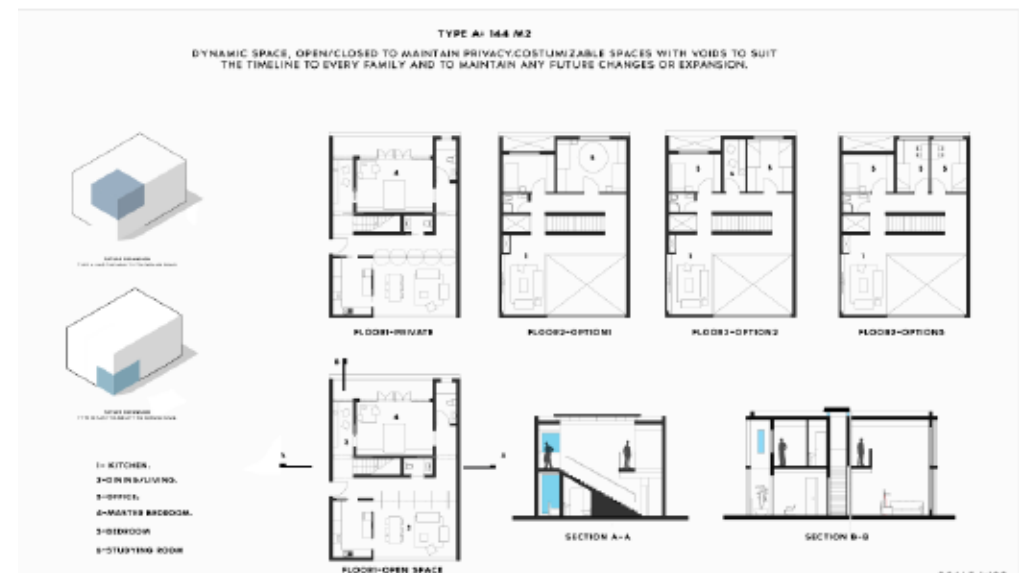 TYPE A: 144 M2
DYNAMIC SPACE, OPEN/CLOSED TO MAINTAIN PRIVACY.COSTUMIZABLE SPACES WITH VOIDS TO SUIT
THE TIMELINE TO EVERY FAMILY AND TO MAINTAIN ANY FUTURE CHANGES OR EXPANSION.
FLOOR1-PRIVATE
FLOOR2-OPTION1
FLOOR2-OPTION2
FLOOR2-OPTION3
1- KITCHEN.
2-DINING/LIVING.
3-OFFICE.
4-MASTER BEDROOM.
5-BEDROOM
6-STUDYING ROOM
FLOOR1-OPEN SPACE
SECTION A-A
SECTION B-B